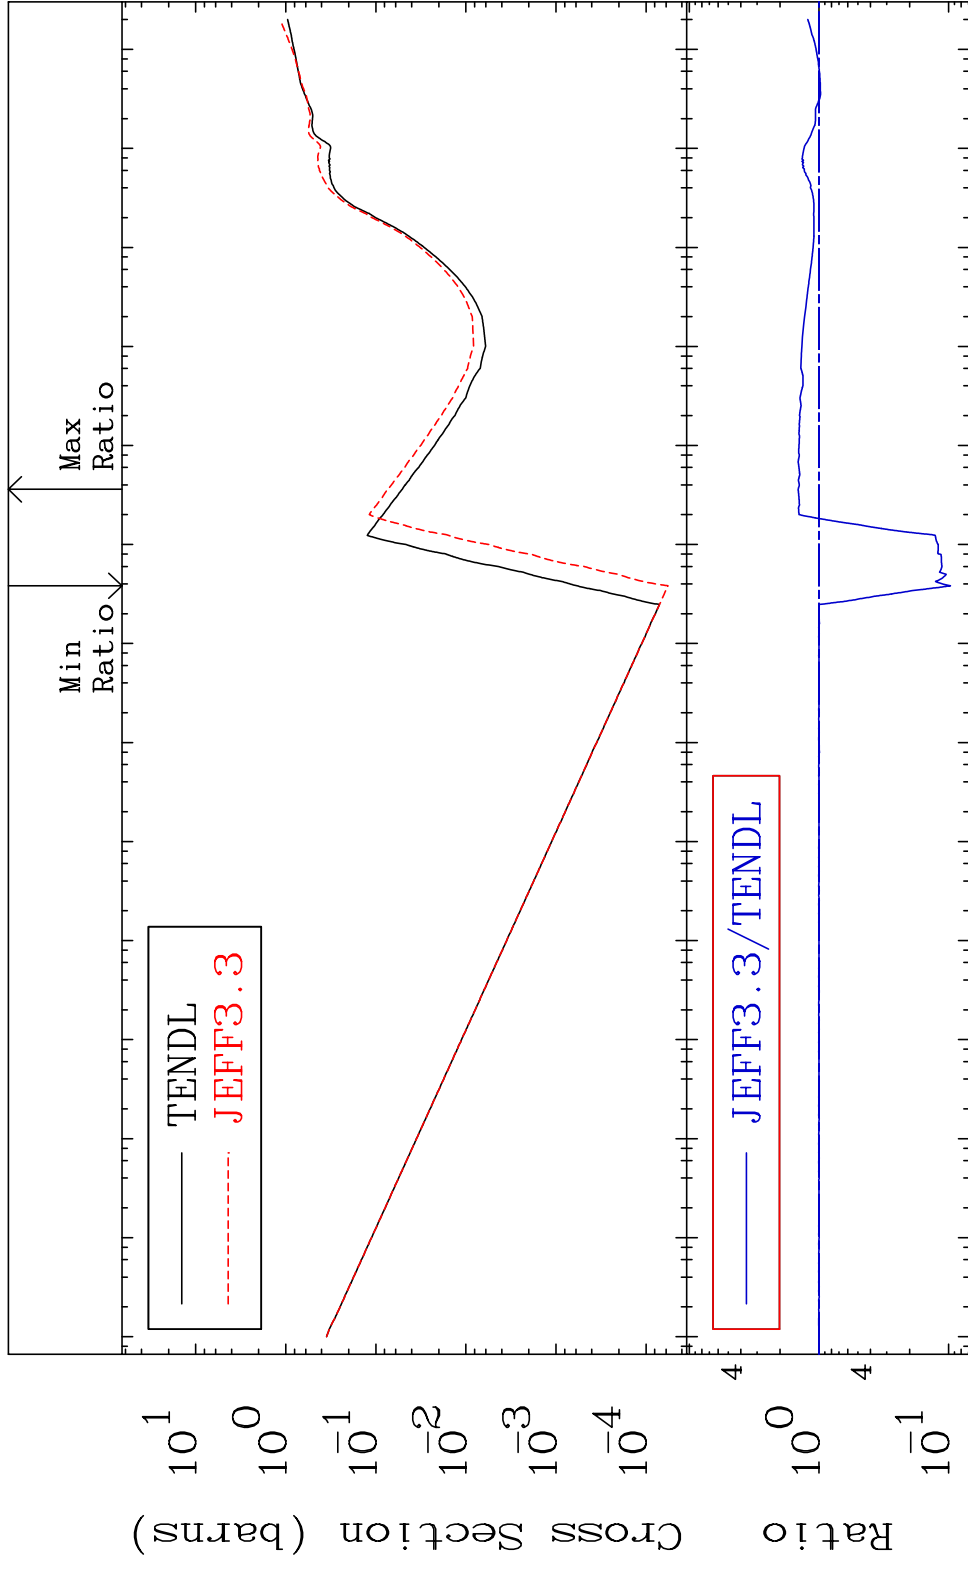 Min
Ratio
Max
Ratio
TENDL
JEFF3.3
10 1
10 0
10 -1
10 -2
10 -3
10 -4
Cross Section (barns)
JEFF3.3/TENDL
4
10 0
4
10 -1
Ratio